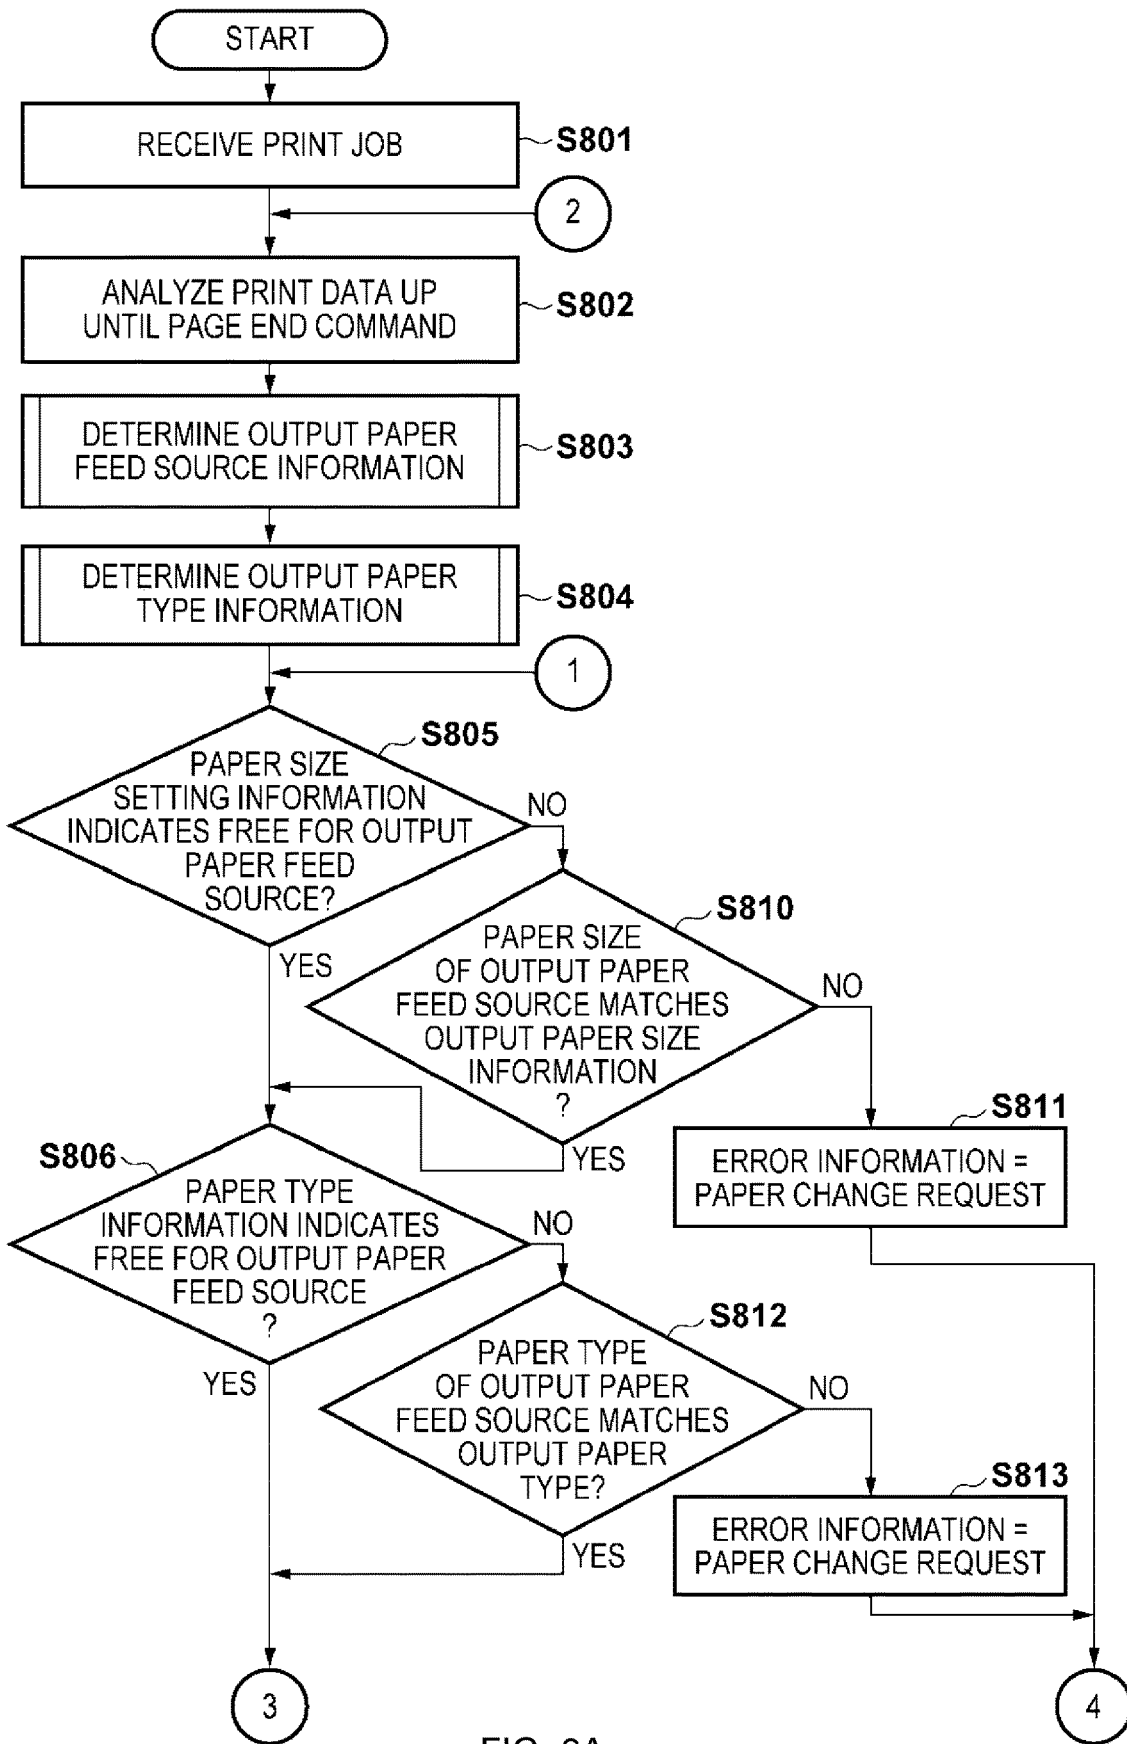 START
RECEIVE PRINT JOB
S801
2
ANALYZE PRINT DATA UP
UNTIL PAGE END COMMAND
S802
DETERMINE OUTPUT PAPER
FEED SOURCE INFORMATION
S803
DETERMINE OUTPUT PAPER
TYPE INFORMATION
S804
1
S805
PAPER SIZE
SETTING INFORMATION
INDICATES FREE FOR OUTPUT
PAPER FEED
SOURCE?
NO
YES
S810
PAPER SIZE
OF OUTPUT PAPER
FEED SOURCE MATCHES
OUTPUT PAPER SIZE
INFORMATION
?
NO
YES
S811
ERROR INFORMATION =
PAPER CHANGE REQUEST
S806
PAPER TYPE
INFORMATION INDICATES
FREE FOR OUTPUT PAPER
FEED SOURCE
?
NO
YES
S812
PAPER TYPE
OF OUTPUT PAPER
FEED SOURCE MATCHES
OUTPUT PAPER
TYPE?
NO
YES
S813
ERROR INFORMATION =
PAPER CHANGE REQUEST
3
4